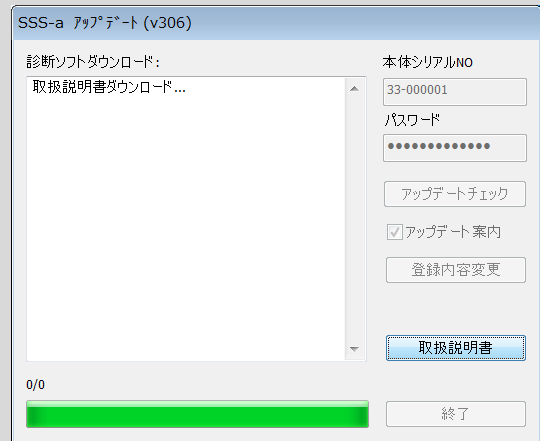 SSS-a ｱｯﾌﾟﾃﾞｰﾄ (v306)
診断ソフトダウンロード:
取扱説明書ダウンロード...
本体シリアルNO
33-000001
パスワード
●●●●●●●●●●●●●
アップデートチェック
アップデート案内
登録内容変更
取扱説明書
0/0
終了